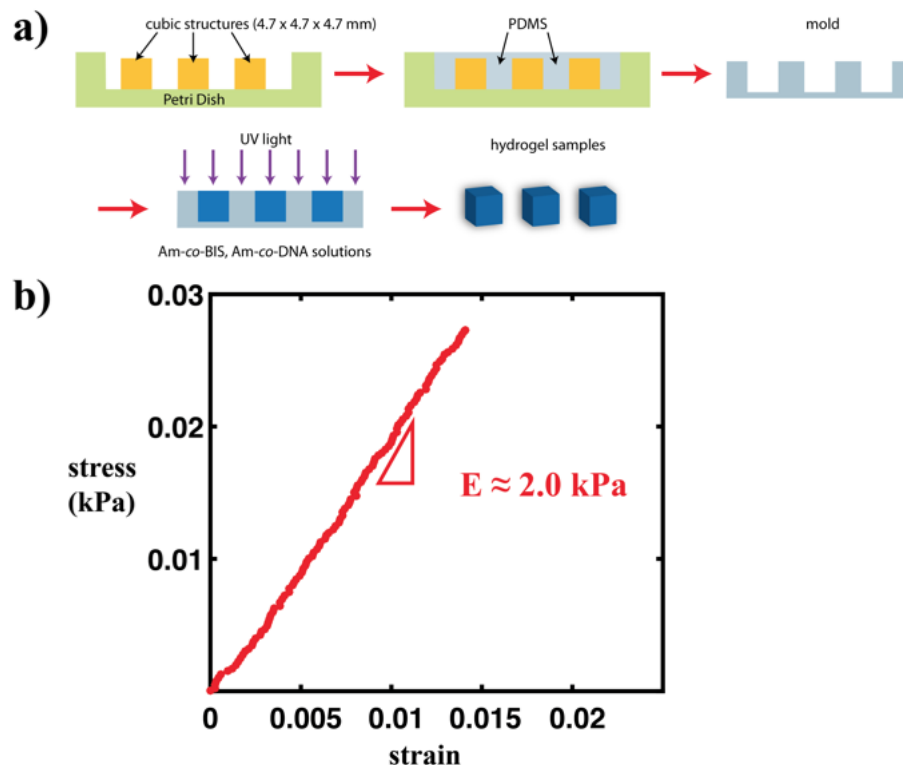 a)
cubic structures (4.7 x 4.7 x 4.7 mm)
PDMS
mold
Petri Dish
UV light
hydrogel samples
Am-co-BIS, Am-co-DNA solutions
b)
0.03
0.02
stress
(kPa)
E ≈ 2.0 kPa
0.01
0
0.005
0.01
0.015
0.02
strain